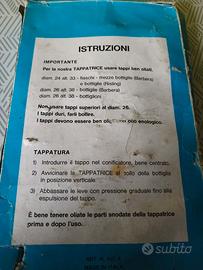 ISTRUZIONI
IMPORTANTE
Per la nostra TAPPATRICE usare tappi ben oliati.
diam. 24 alt. 33 - fiaschi - mezze bottiglie (Barbera)
e bottiglie (Risling)
diam. 26 alt. 38 - bottiglie (Barbera)
diam. 26 alt. 38 - bottiglioni
Non usare tappi superiori al diam. 26.
I tappi duri, farli bollire.
I tappi devono essere ben oliati con olio enologico.
TAPPATURA
1) Introdurre il tappo nel conificatore, bene centrato.
2) Avvicinare la TAPPATRICE al collo della bottiglia
in posizione verticale.
3) Abbassare le leve con pressione graduale fino alla
espulsione del tappo.
È bene tenere oliate le parti snodate della tappatrice
prima e dopo l'uso.
subito